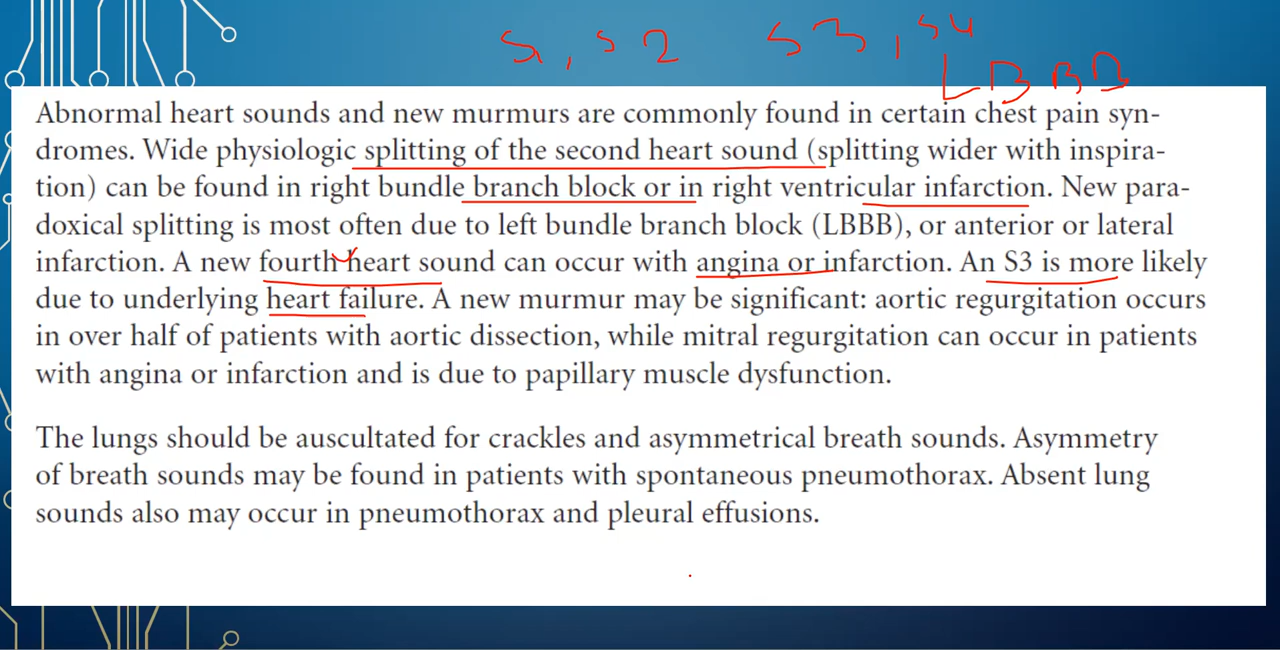 S1, S2 S3, S4
LBBB
Abnormal heart sounds and new murmurs are commonly found in certain chest pain syn-
dromes. Wide physiologic splitting of the second heart sound (splitting wider with inspira-
tion) can be found in right bundle branch block or in right ventricular infarction. New para-
doxical splitting is most often due to left bundle branch block (LBBB), or anterior or lateral
infarction. A new fourth heart sound can occur with angina or infarction. An S3 is more likely
due to underlying heart failure. A new murmur may be significant: aortic regurgitation occurs
in over half of patients with aortic dissection, while mitral regurgitation can occur in patients
with angina or infarction and is due to papillary muscle dysfunction.
The lungs should be auscultated for crackles and asymmetrical breath sounds. Asymmetry
of breath sounds may be found in patients with spontaneous pneumothorax. Absent lung
sounds also may occur in pneumothorax and pleural effusions.